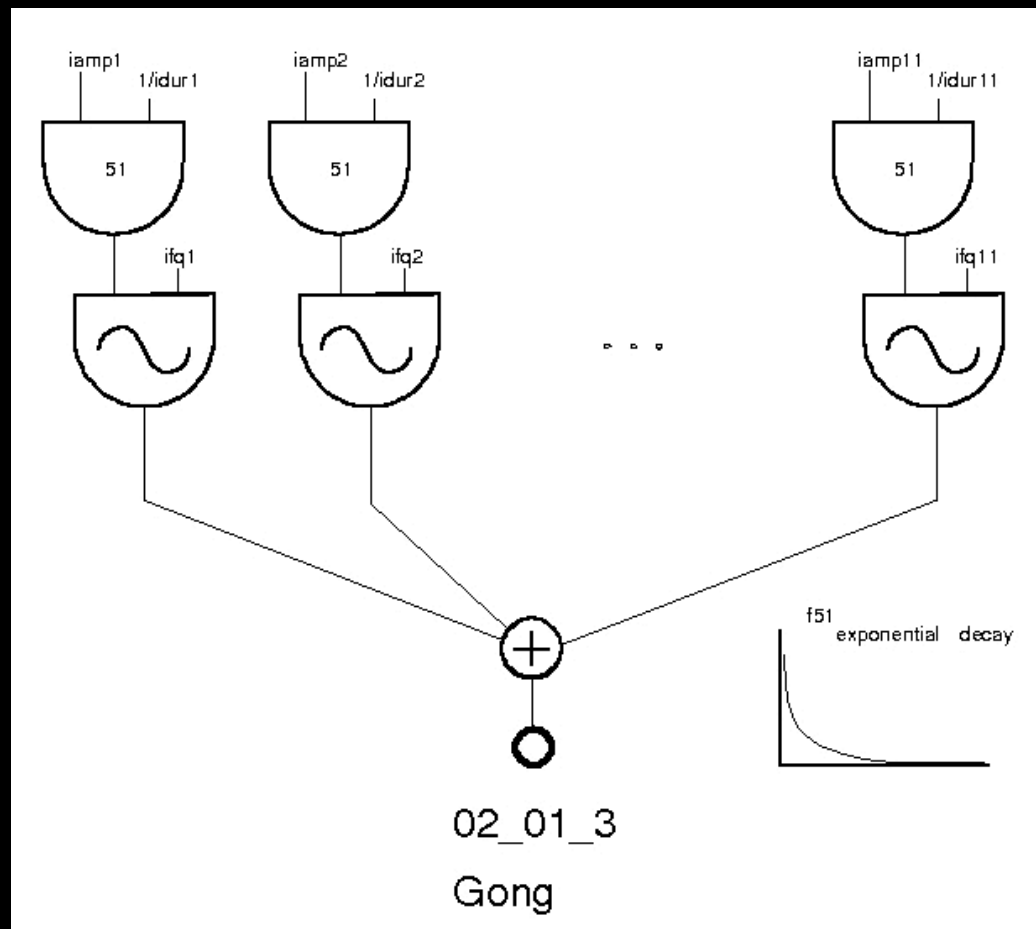 iamp1 iamp2 iamp11
1/idur1 1/idur2 1/idur11
51 51 51
ifq1 ifq2 ifq11
f51
exponential decay
02_01_3
Gong